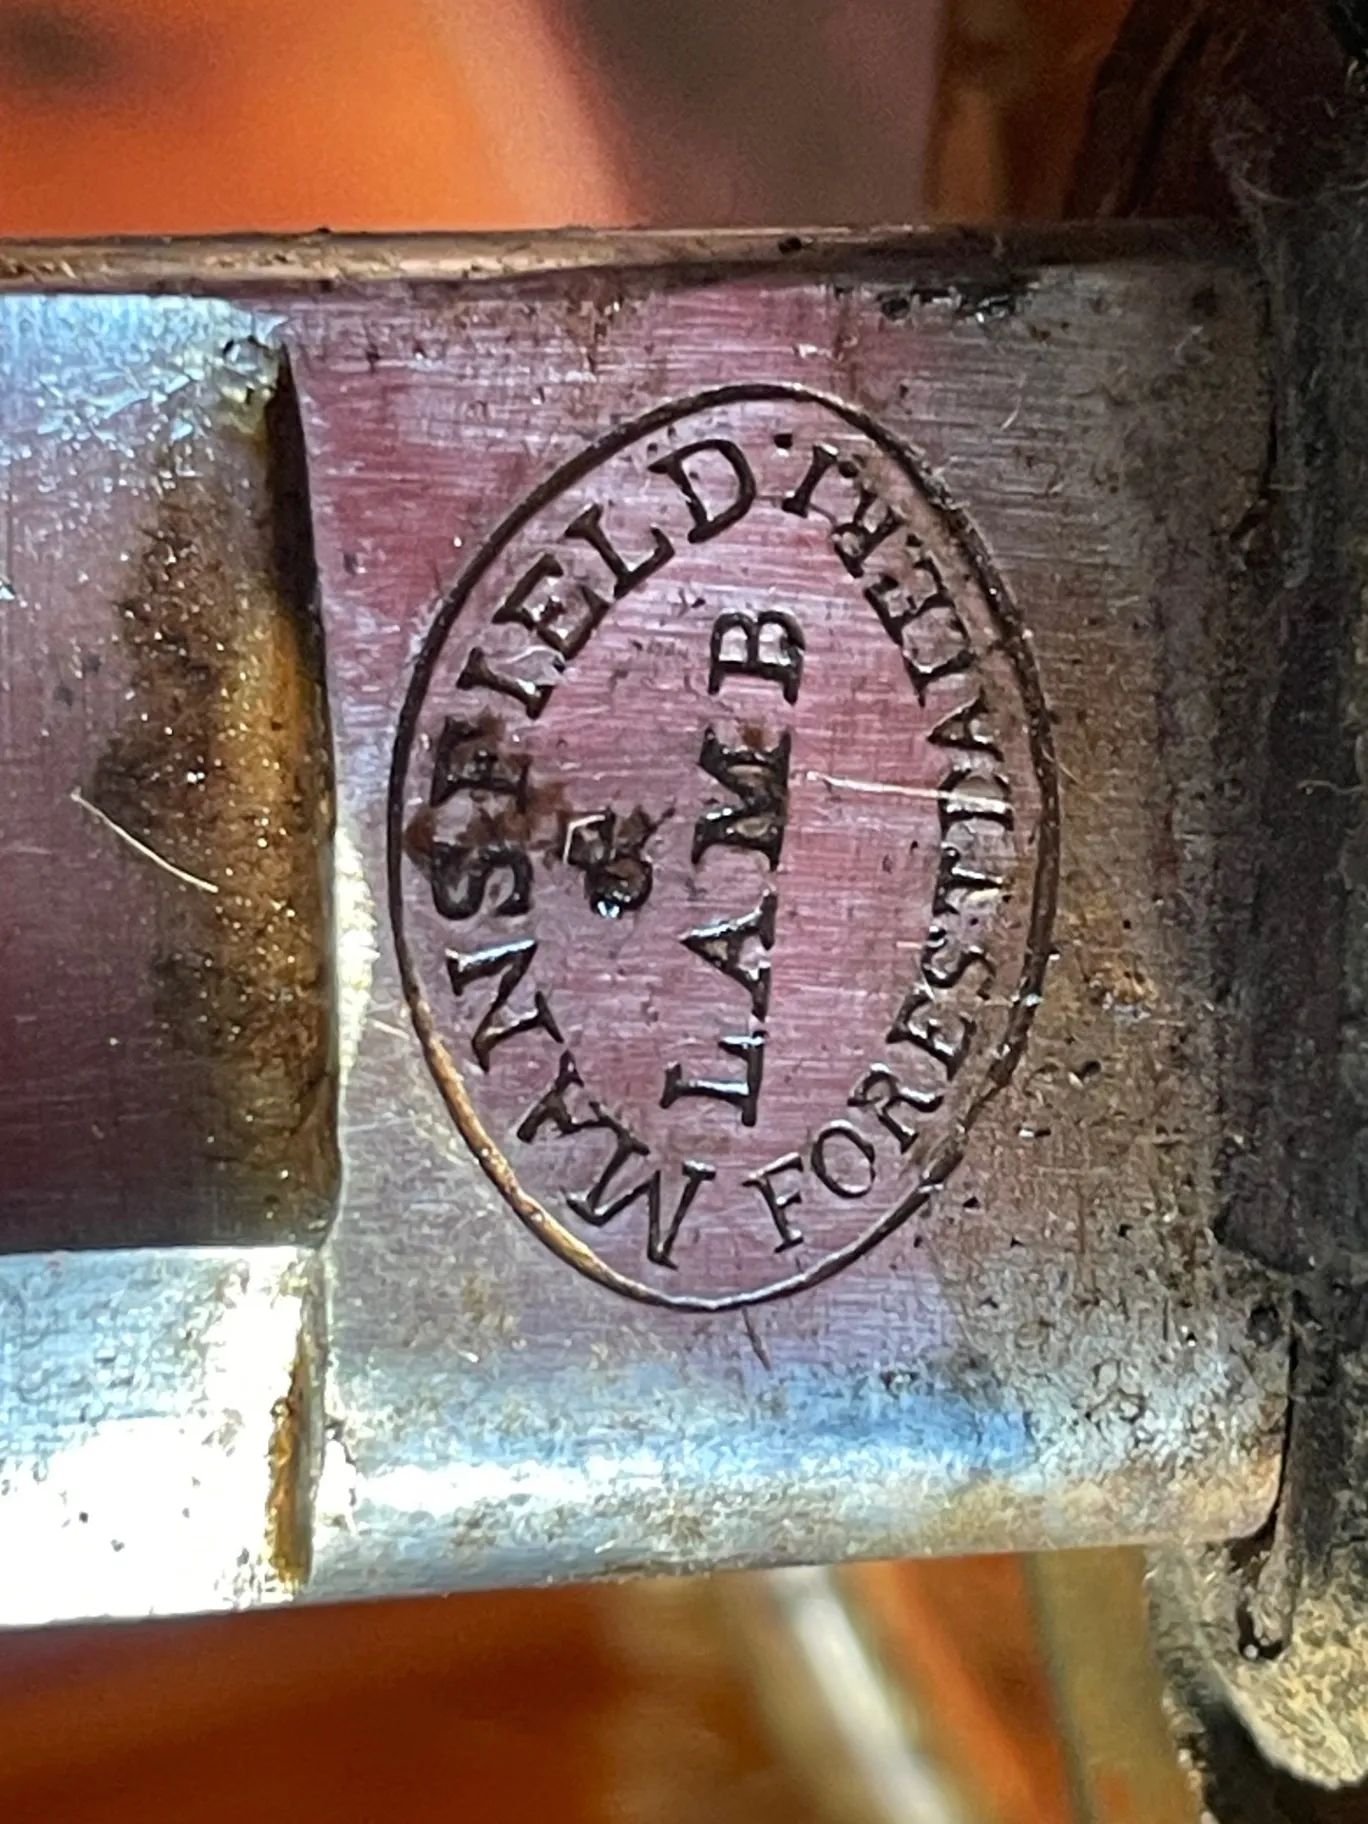 MANSFIELD
&
LAMB
FORESTDALE R.I.